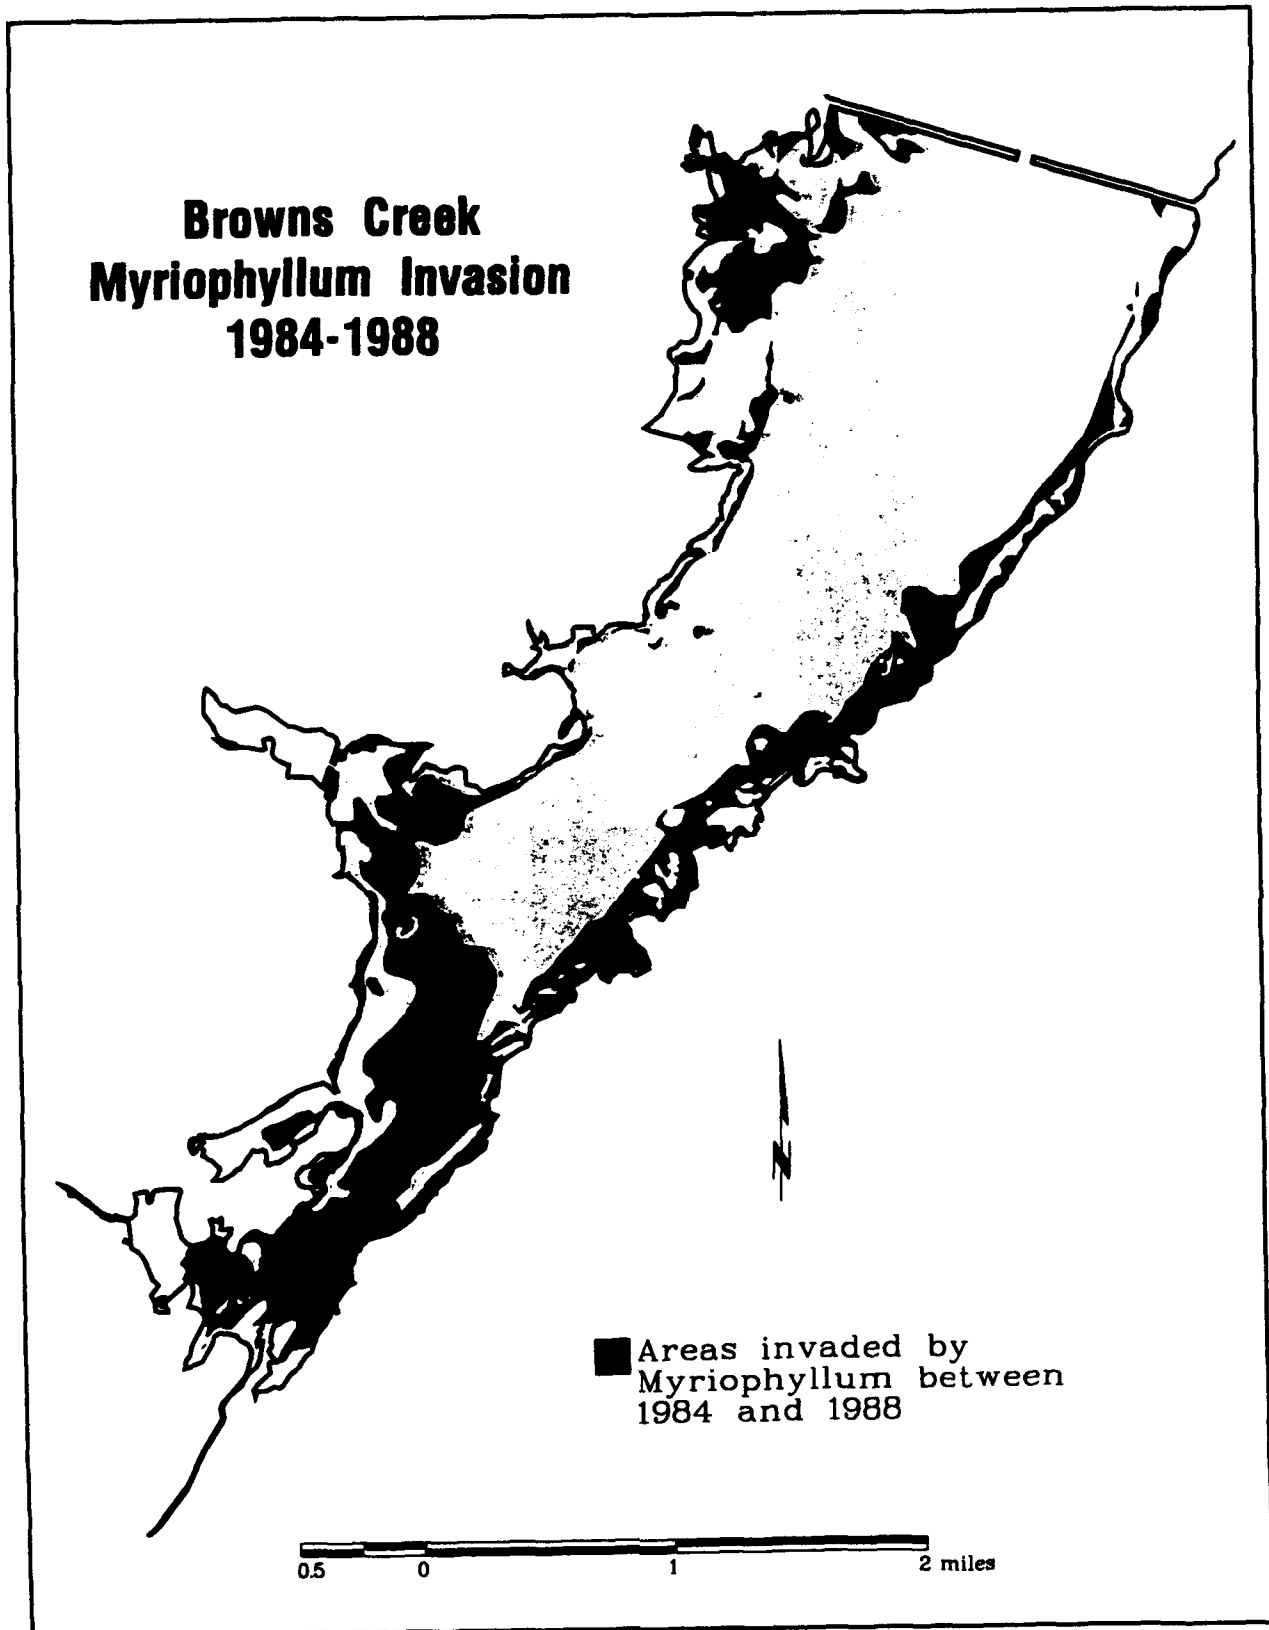 Browns Creek
Myriophyllum Invasion
1984-1988
N
Areas invaded by
Myriophyllum between
1984 and 1988
0.5 0 1 2 miles